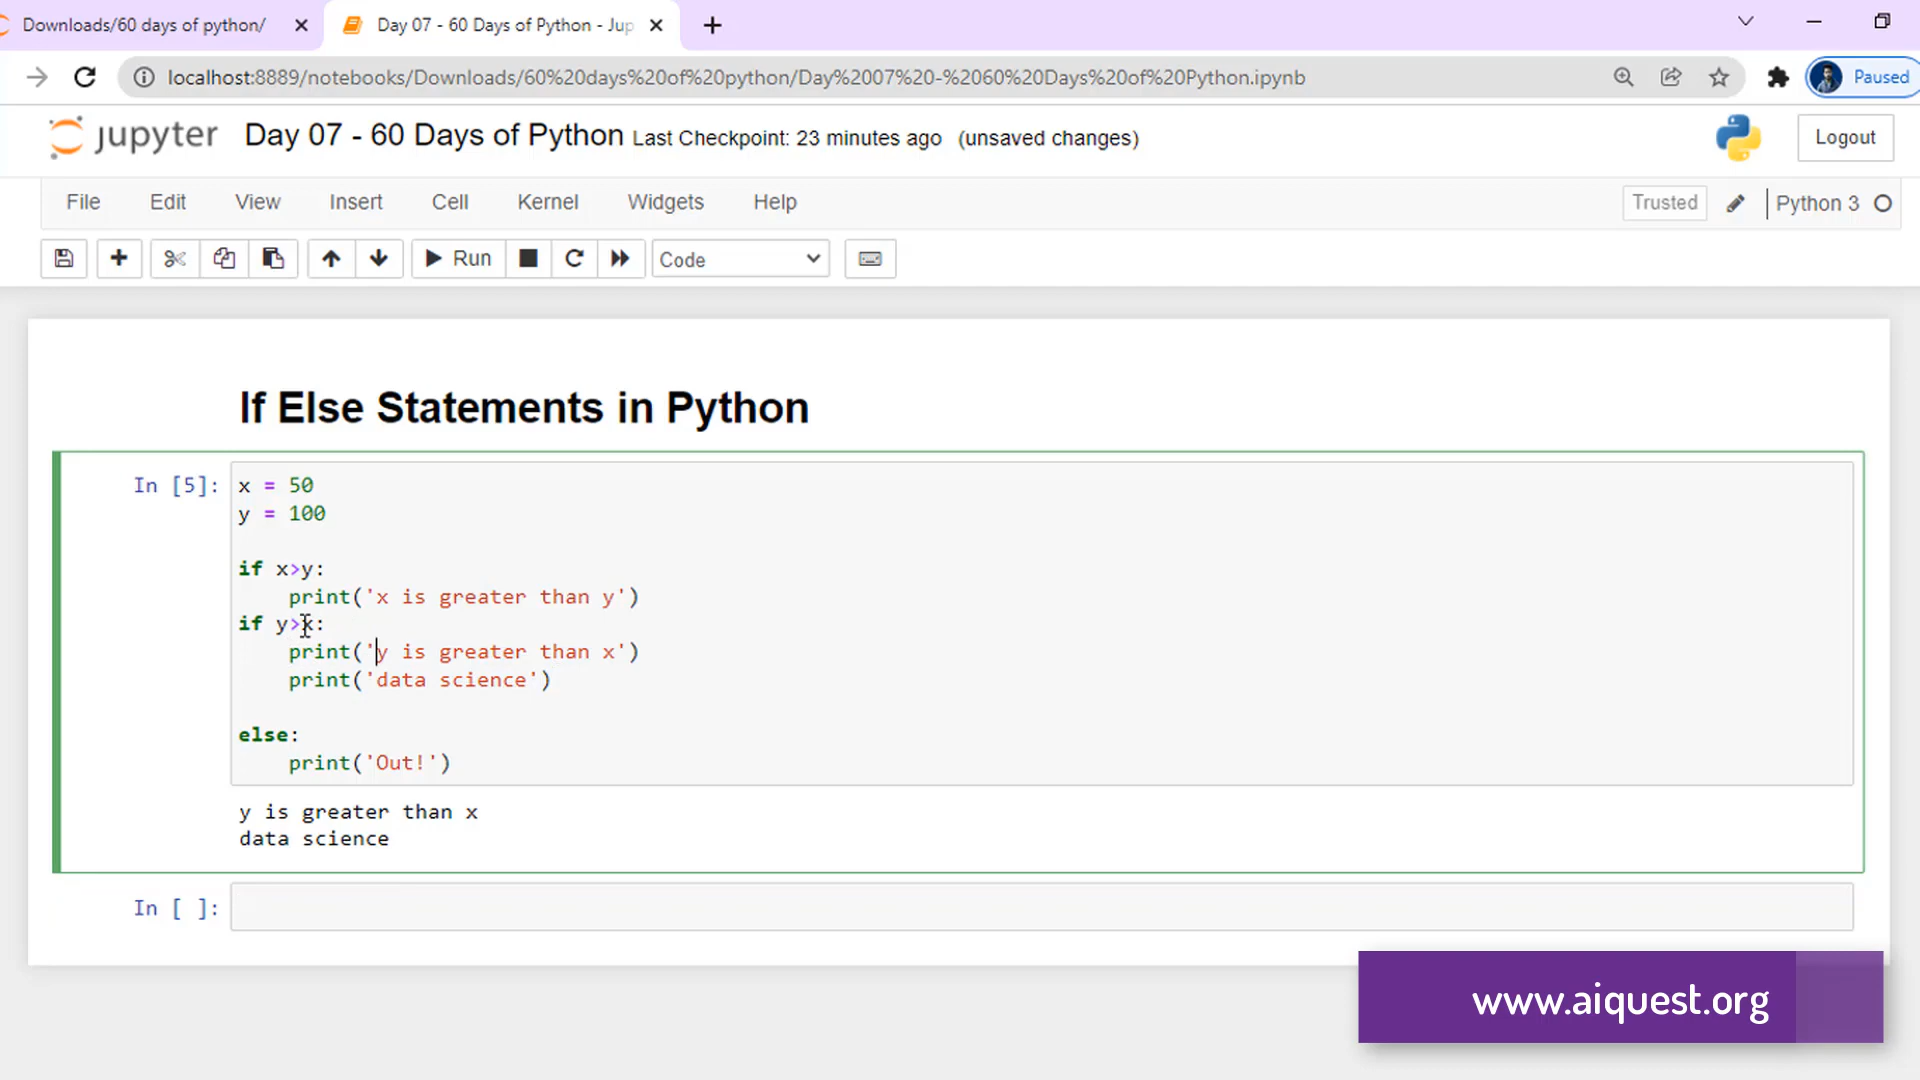 Downloads/60 days of python/
Day 07 - 60 Days of Python - Jup
localhost:8889/notebooks/Downloads/60%20days%20of%20python/Day%2007%20-%2060%20Days%20of%20Python.ipynb
Paused
jupyter Day 07 - 60 Days of Python Last Checkpoint: 23 minutes ago (unsaved changes)
Logout
File Edit View Insert Cell Kernel Widgets Help
Trusted Python 3
Run Code
If Else Statements in Python
In [5]: x = 50
y = 100
if x>y:
    print('x is greater than y')
if y>x:
    print('y is greater than x')
    print('data science')
else:
    print('Out!')
y is greater than x
data science
In [ ]:
www.aiquest.org